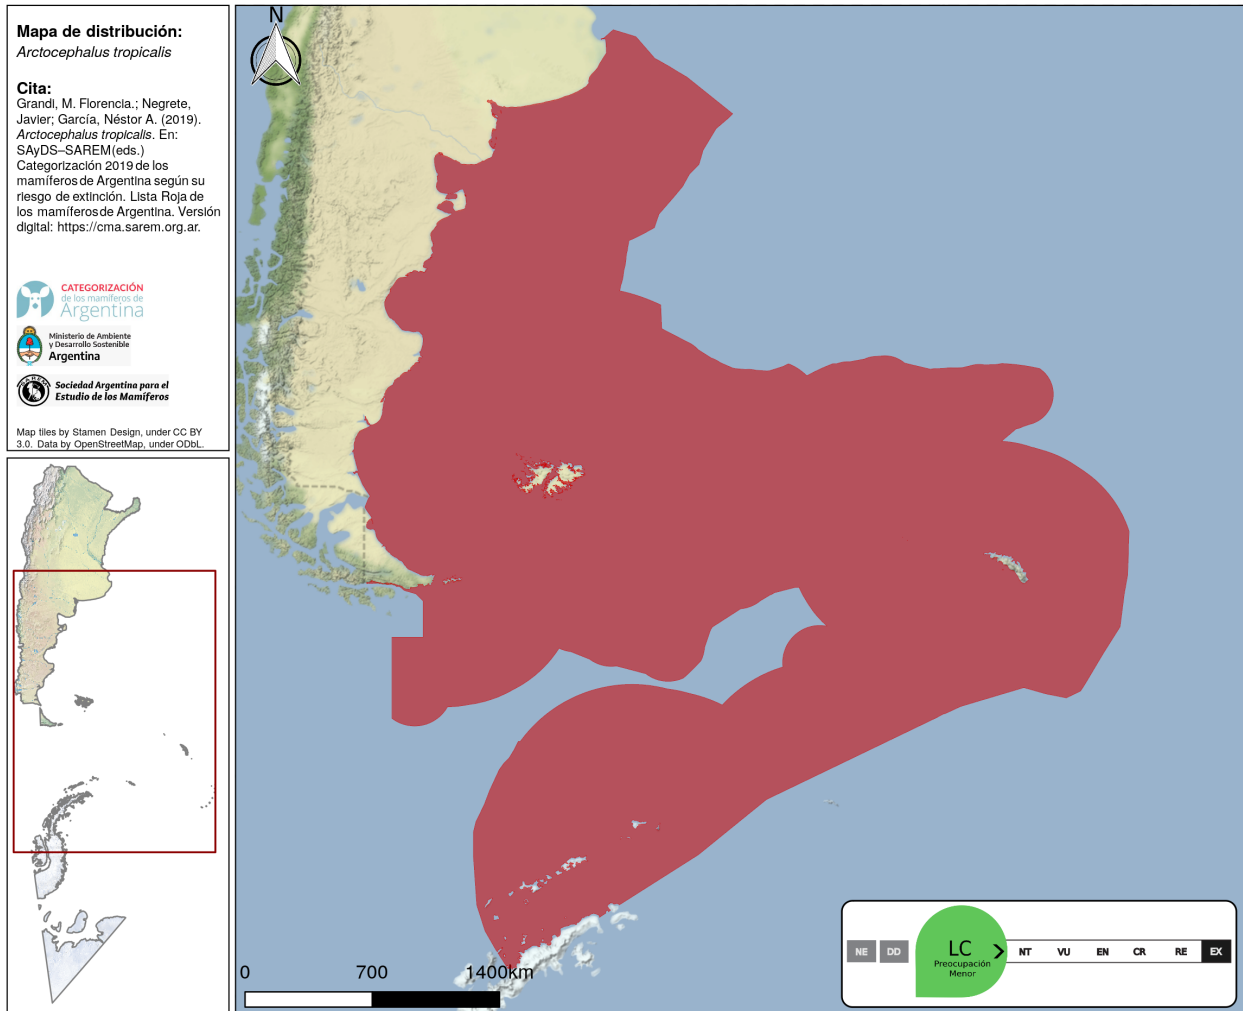 Mapa de distribución:
Arctocephalus tropicalis
Cita:
Grandi, M. Florencia.; Negrete,
Javier; García, Néstor A. (2019).
Arctocephalus tropicalis. En:
SAyDS–SAREM(eds.)
Categorización 2019 de los
mamíferos de Argentina según su
riesgo de extinción. Lista Roja de
los mamíferos de Argentina. Versión
digital: https://cma.sarem.org.ar.
CATEGORIZACIÓN
de los mamíferos de
Argentina
Ministerio de Ambiente
y Desarrollo Sostenible
Argentina
SAREM
Sociedad Argentina para el
Estudio de los Mamíferos
Map tiles by Stamen Design, under CC BY
3.0. Data by OpenStreetMap, under ODbL.
N
0 700 1400km
NE DD LC NT VU EN CR RE EX
Preocupación
Menor